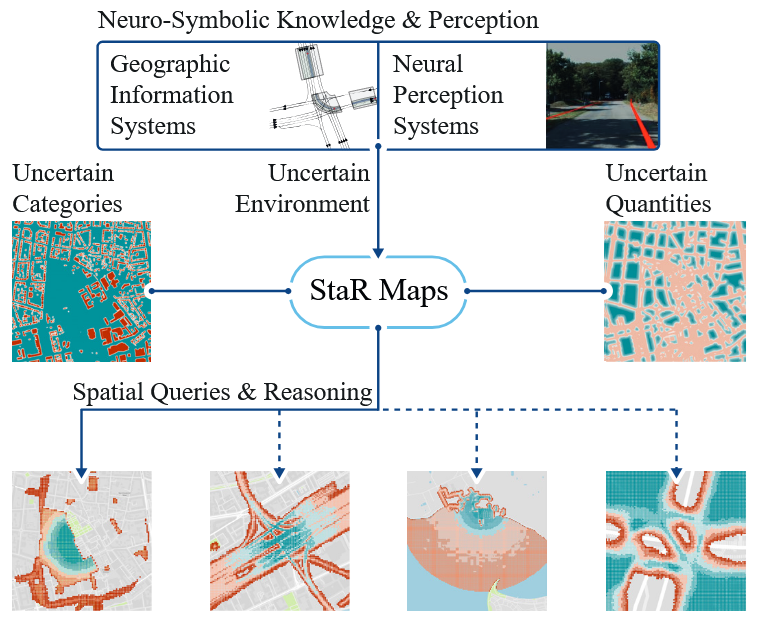 Neuro-Symbolic Knowledge & Perception
Geographic
Information
Systems
Neural
Perception
Systems
Uncertain
Categories
Uncertain
Environment
Uncertain
Quantities
StaR Maps
Spatial Queries & Reasoning